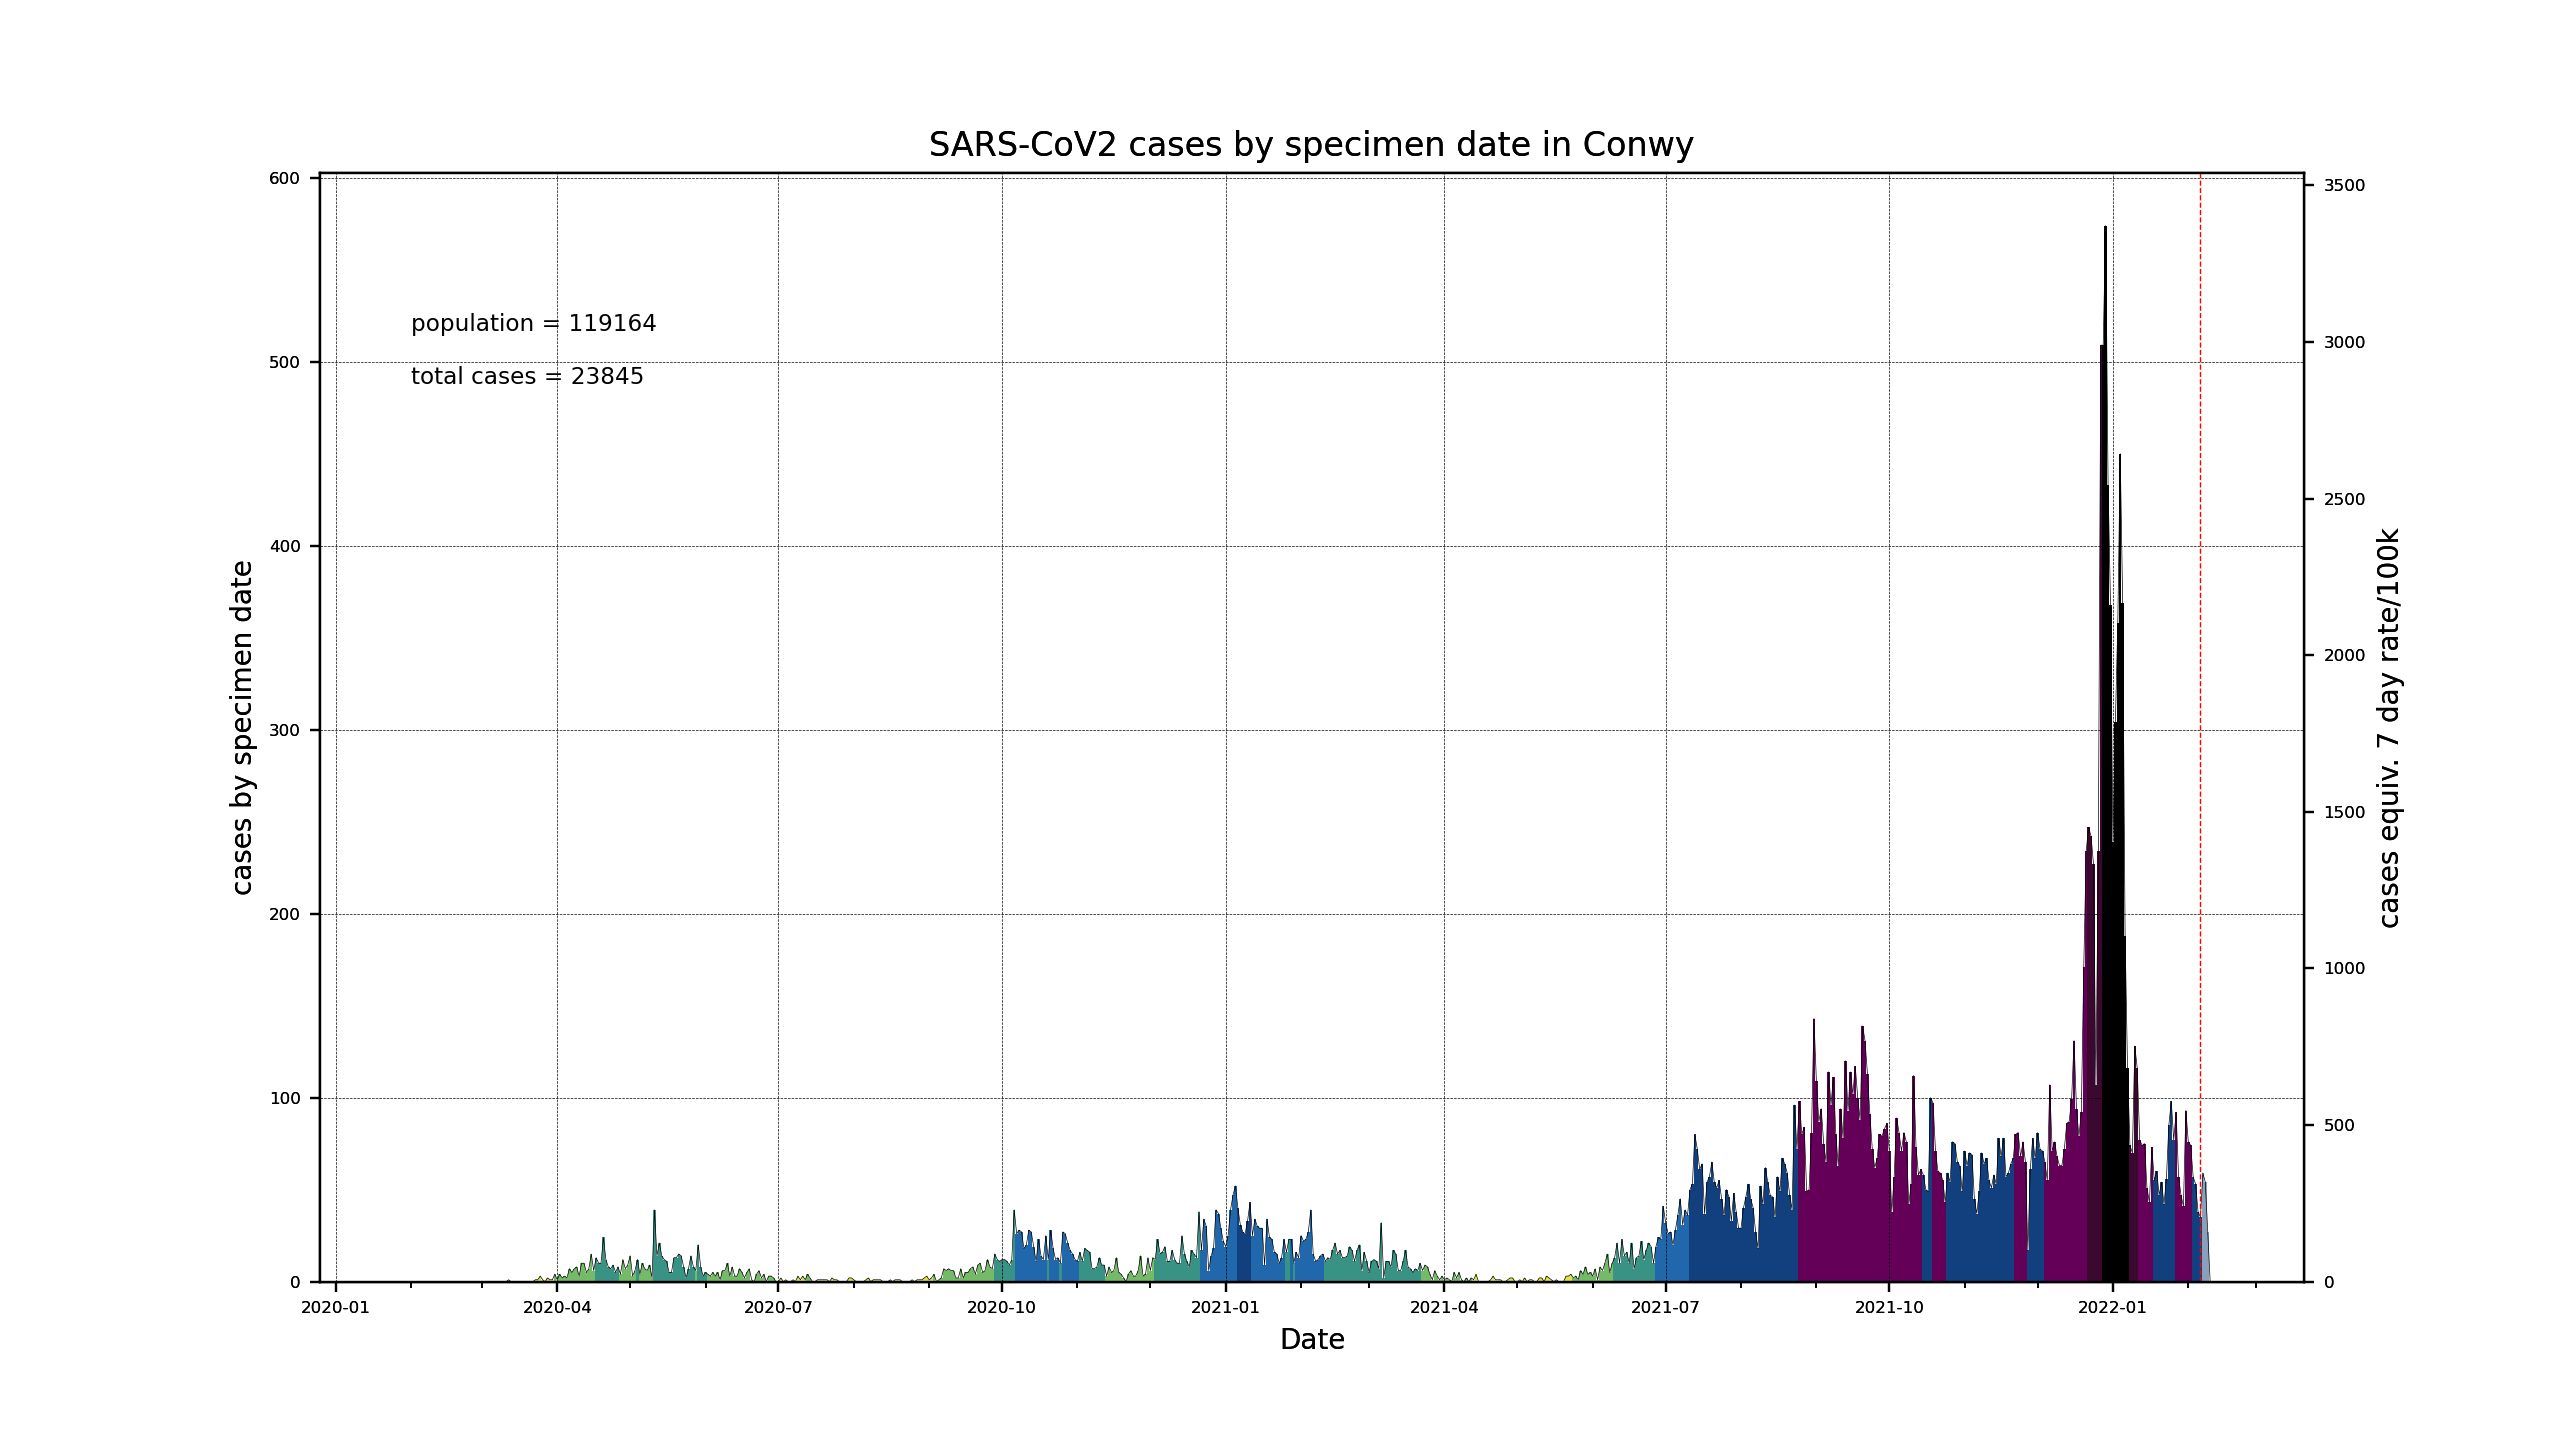 SARS-CoV2 cases by specimen date in Conwy
population = 119164
total cases = 23845
cases by specimen date
600
500
400
300
200
100
0
3500
3000
2500
2000
1500
1000
500
0
cases equiv. 7 day rate/100k
2020-01 2020-04 2020-07 2020-10 2021-01 2021-04 2021-07 2021-10 2022-01
Date